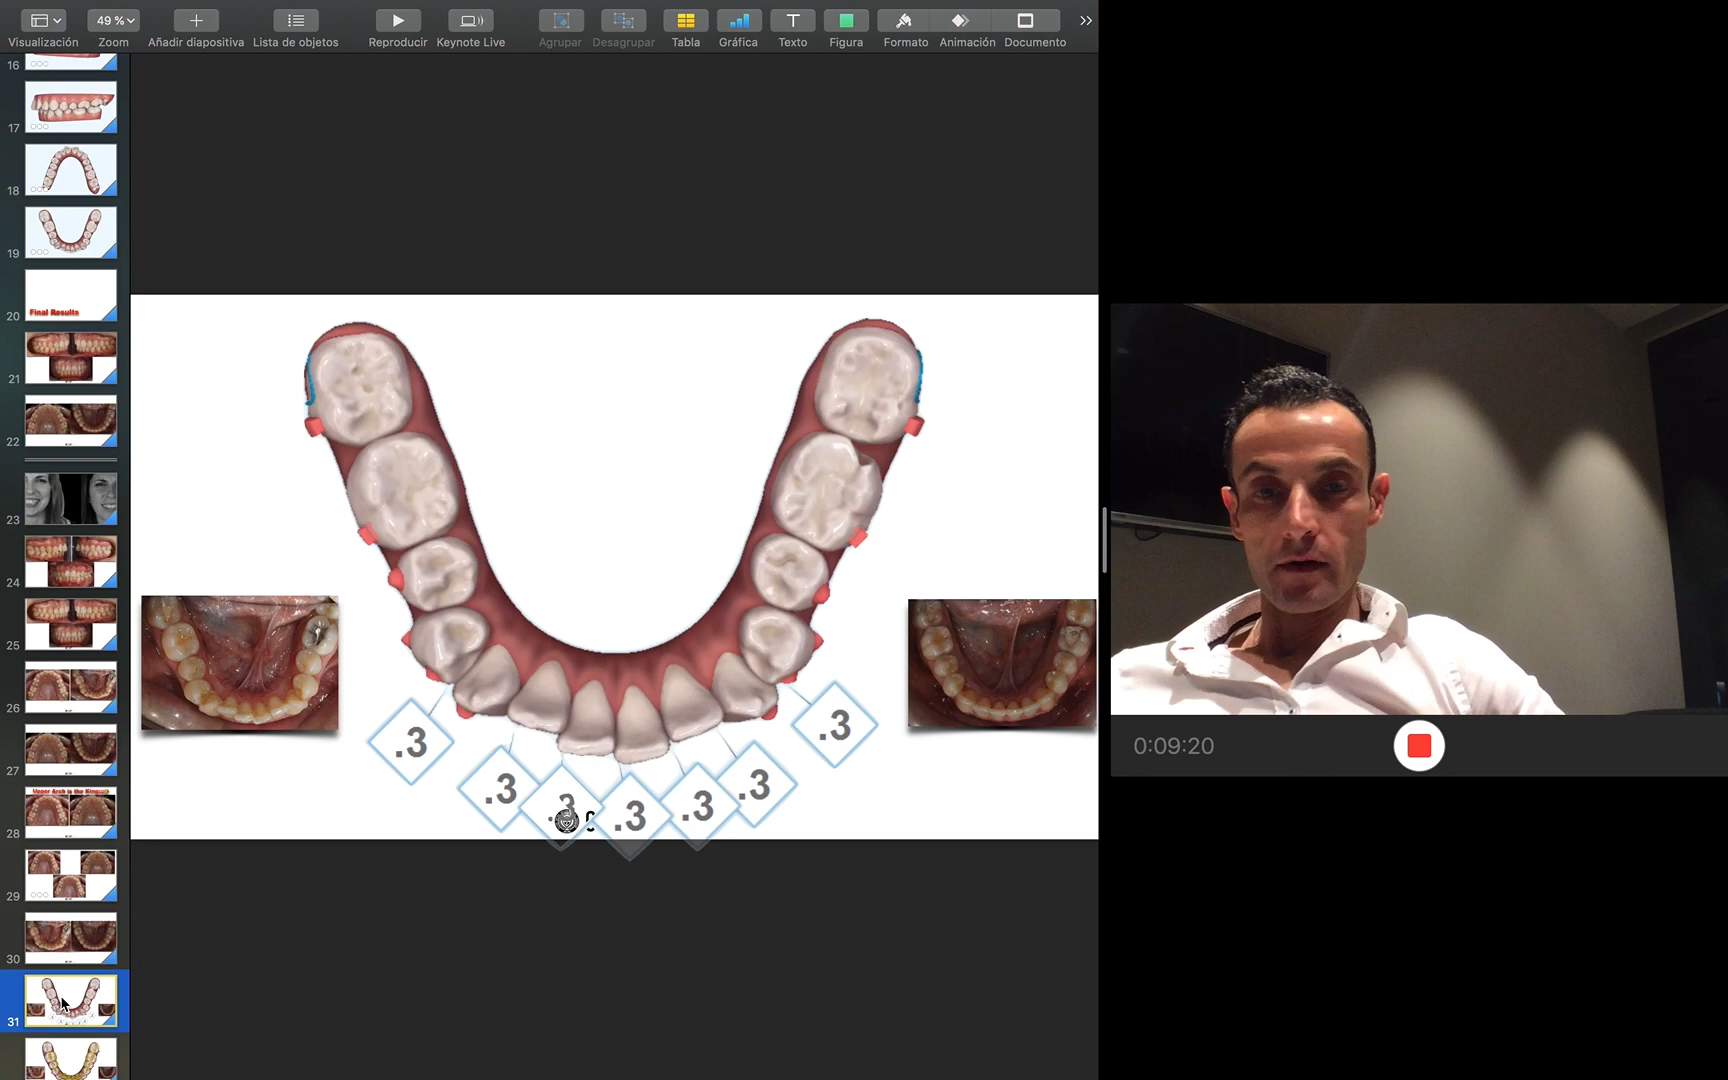 49 %
Visualización
Zoom
Añadir diapositiva
Lista de objetos
Reproducir
Keynote Live
Agrupar
Desagrupar
Tabla
Gráfica
T
Texto
Figura
Formato
Animación
Documento
16
17
18
19
20
Final Results
21
22
23
24
25
26
27
28
29
30
31
.3
.3
.3
.3
.3
.3
.3
0:09:20